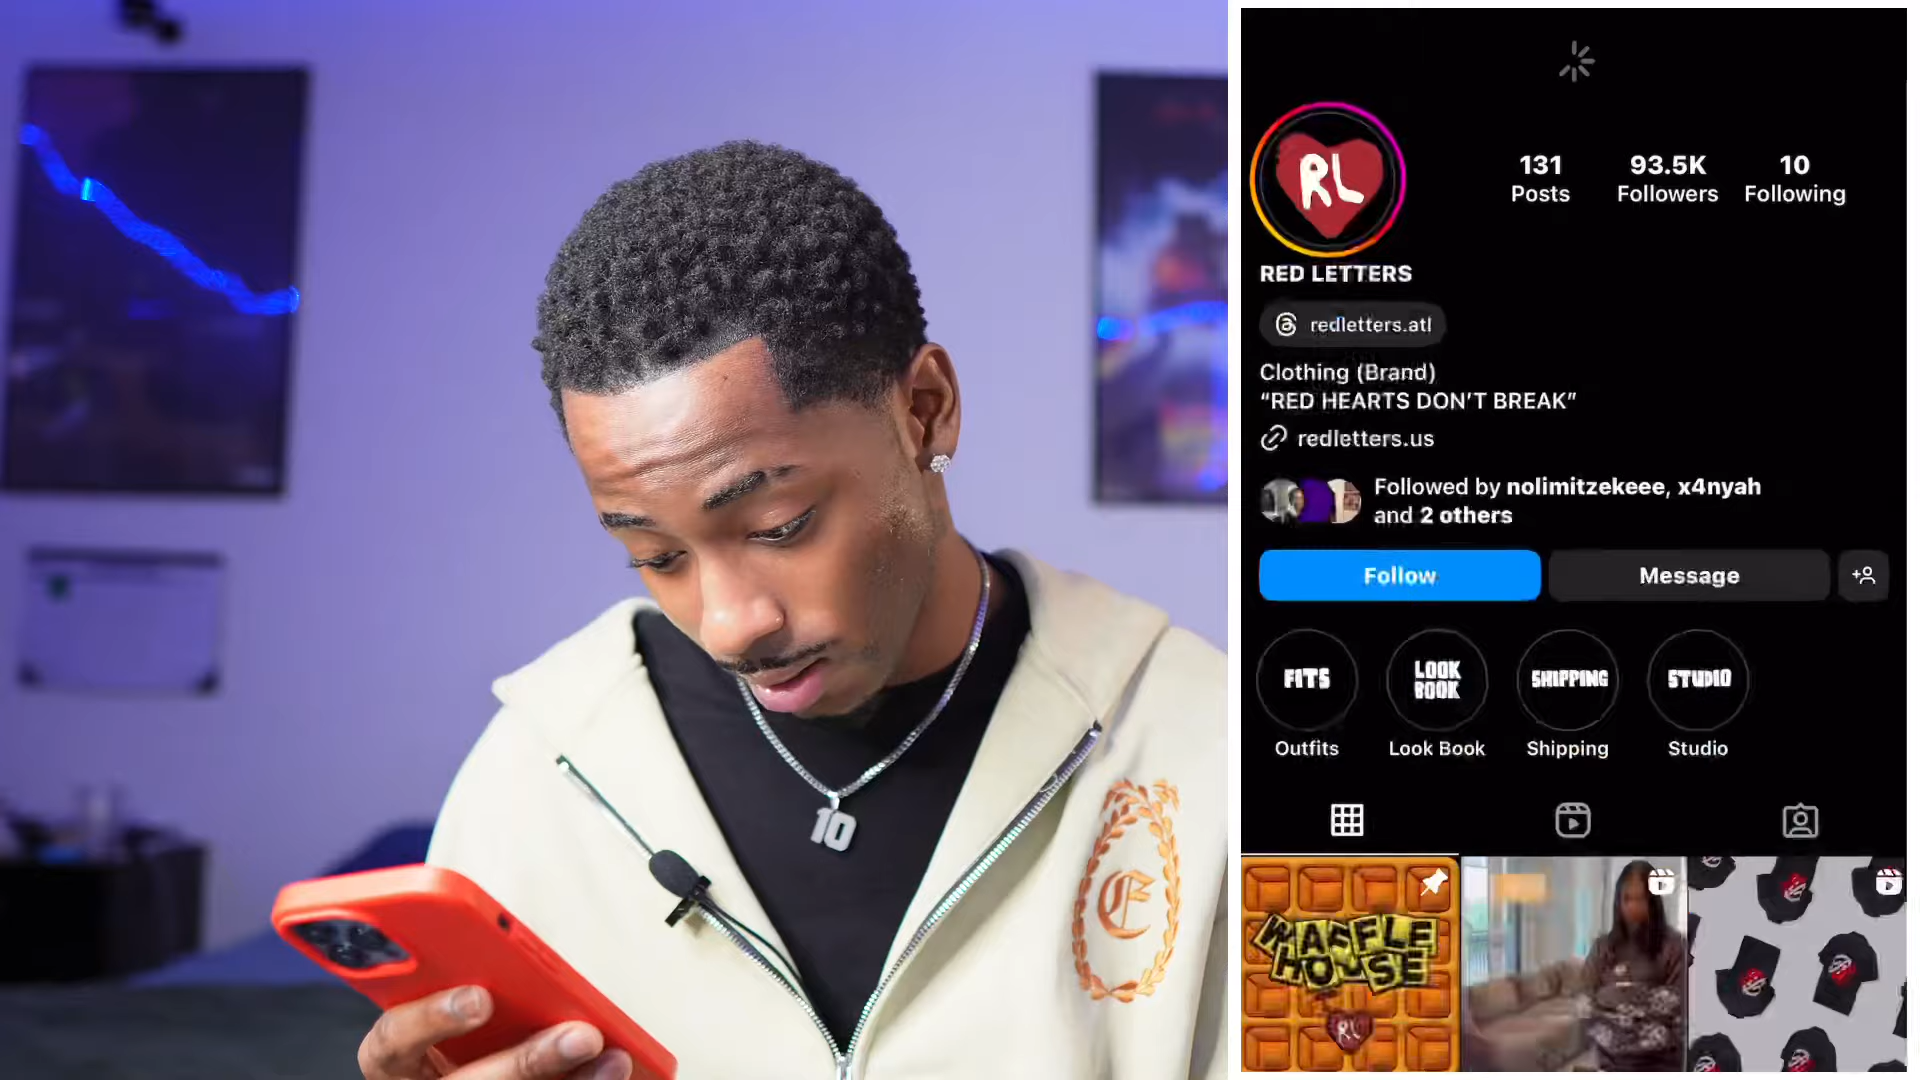 10
E
RL
131
93.5K
10
Posts
Followers
Following
RED LETTERS
redletters.atl
Clothing (Brand)
“RED HEARTS DON’T BREAK”
redletters.us
Followed by nolimitzekeee, x4nyah
and 2 others
Follow
Message
FITS
LOOK
BOOK
SHIPPING
STUDIO
Outfits
Look Book
Shipping
Studio
WAFFLE
HOUSE
RL